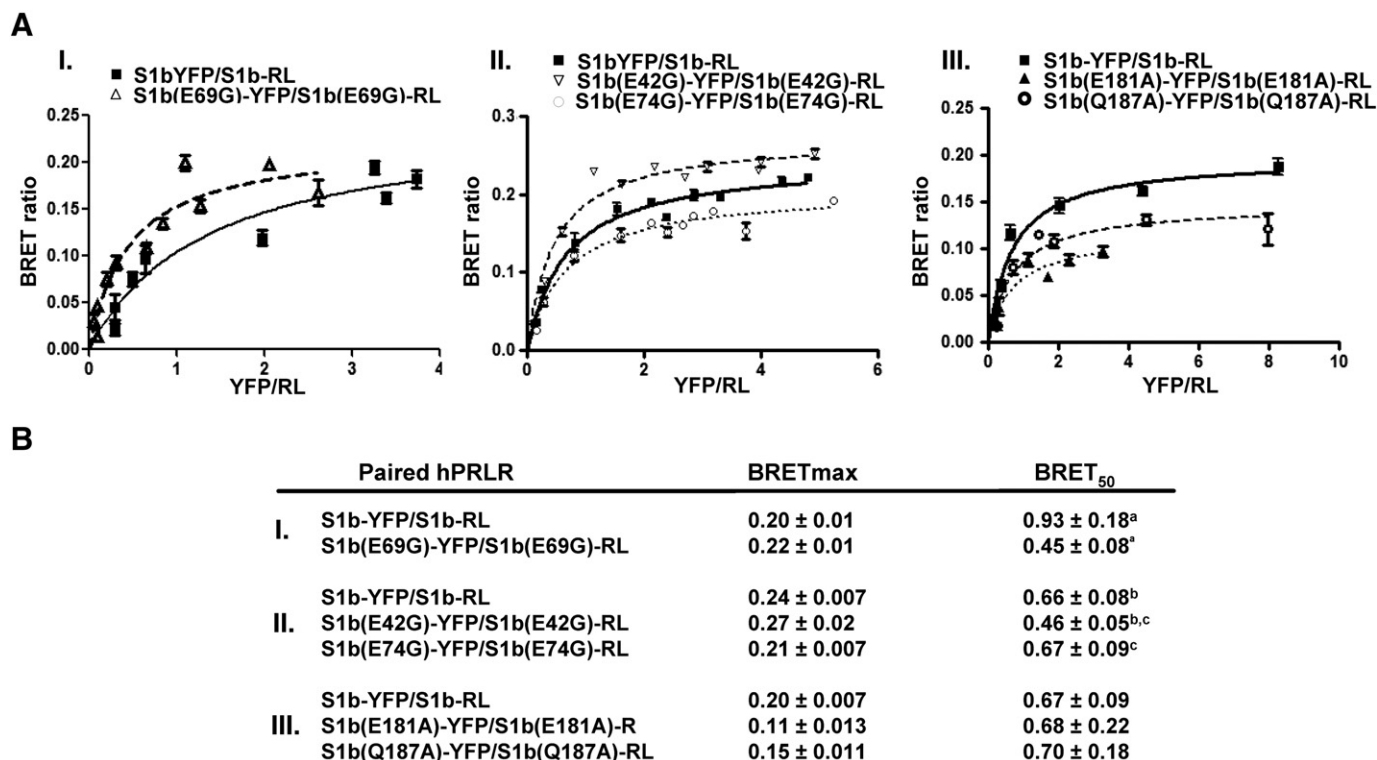 A
I.
S1bYFP/S1b-RL
S1b(E69G)-YFP/S1b(E69G)-RL
BRET ratio
0.25
0.20
0.15
0.10
0.05
0.00
0 1 2 3 4
YFP/RL
II.
S1bYFP/S1b-RL
S1b(E42G)-YFP/S1b(E42G)-RL
S1b(E74G)-YFP/S1b(E74G)-RL
BRET ratio
0.3
0.2
0.1
0.0
0 2 4 6
YFP/RL
III.
S1b-YFP/S1b-RL
S1b(E181A)-YFP/S1b(E181A)-RL
S1b(Q187A)-YFP/S1b(Q187A)-RL
BRET ratio
0.25
0.20
0.15
0.10
0.05
0.00
0 2 4 6 8 10
YFP/RL
B
Paired hPRLR BRETmax BRET50
I.
S1b-YFP/S1b-RL 0.20 ± 0.01 0.93 ± 0.18a
S1b(E69G)-YFP/S1b(E69G)-RL 0.22 ± 0.01 0.45 ± 0.08a
II.
S1b-YFP/S1b-RL 0.24 ± 0.007 0.66 ± 0.08b
S1b(E42G)-YFP/S1b(E42G)-RL 0.27 ± 0.02 0.46 ± 0.05b,c
S1b(E74G)-YFP/S1b(E74G)-RL 0.21 ± 0.007 0.67 ± 0.09c
III.
S1b-YFP/S1b-RL 0.20 ± 0.007 0.67 ± 0.09
S1b(E181A)-YFP/S1b(E181A)-R 0.11 ± 0.013 0.68 ± 0.22
S1b(Q187A)-YFP/S1b(Q187A)-RL 0.15 ± 0.011 0.70 ± 0.18